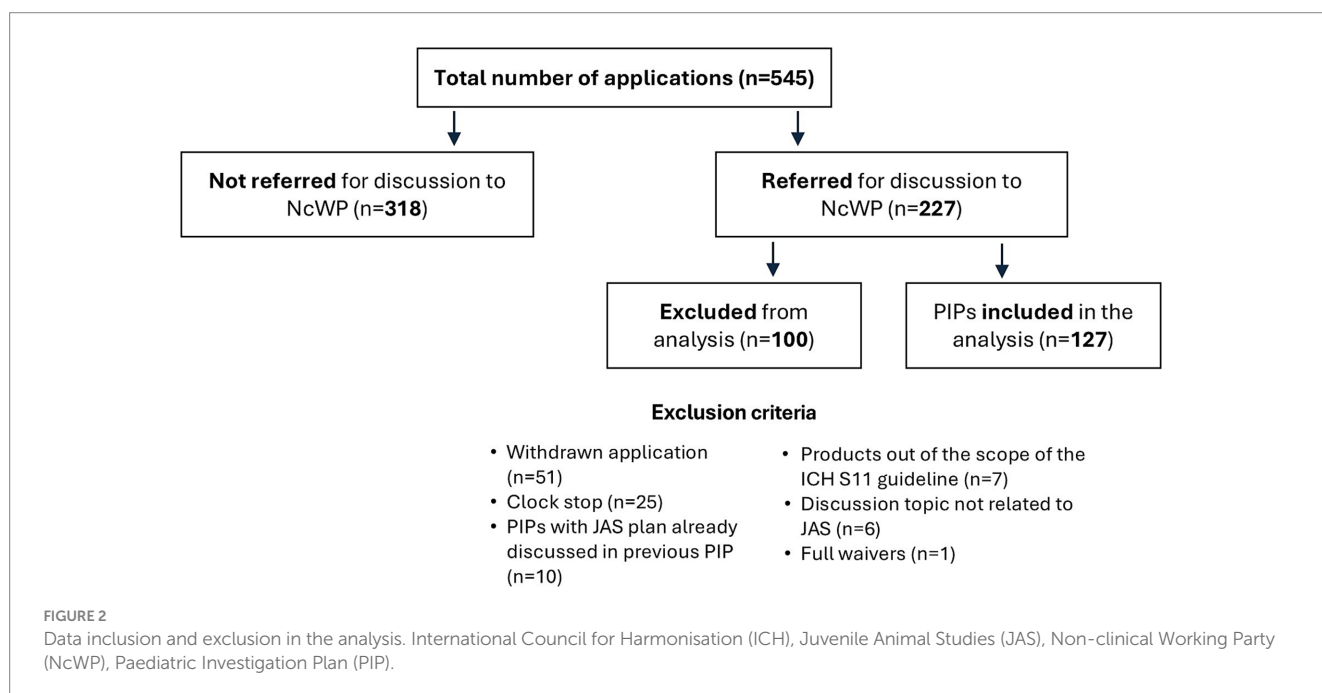 Total number of applications (n=545)
Not referred for discussion to
NcWP (n=318)
Referred for discussion to
NcWP (n=227)
Excluded from
analysis (n=100)
PIPs included in the
analysis (n=127)
Exclusion criteria
• Withdrawn application
(n=51)
• Clock stop (n=25)
• PIPs with JAS plan already
discussed in previous PIP
(n=10)
• Products out of the scope of the
ICH S11 guideline (n=7)
• Discussion topic not related to
JAS (n=6)
• Full waivers (n=1)
FIGURE 2
Data inclusion and exclusion in the analysis. International Council for Harmonisation (ICH), Juvenile Animal Studies (JAS), Non-clinical Working Party
(NcWP), Paediatric Investigation Plan (PIP).